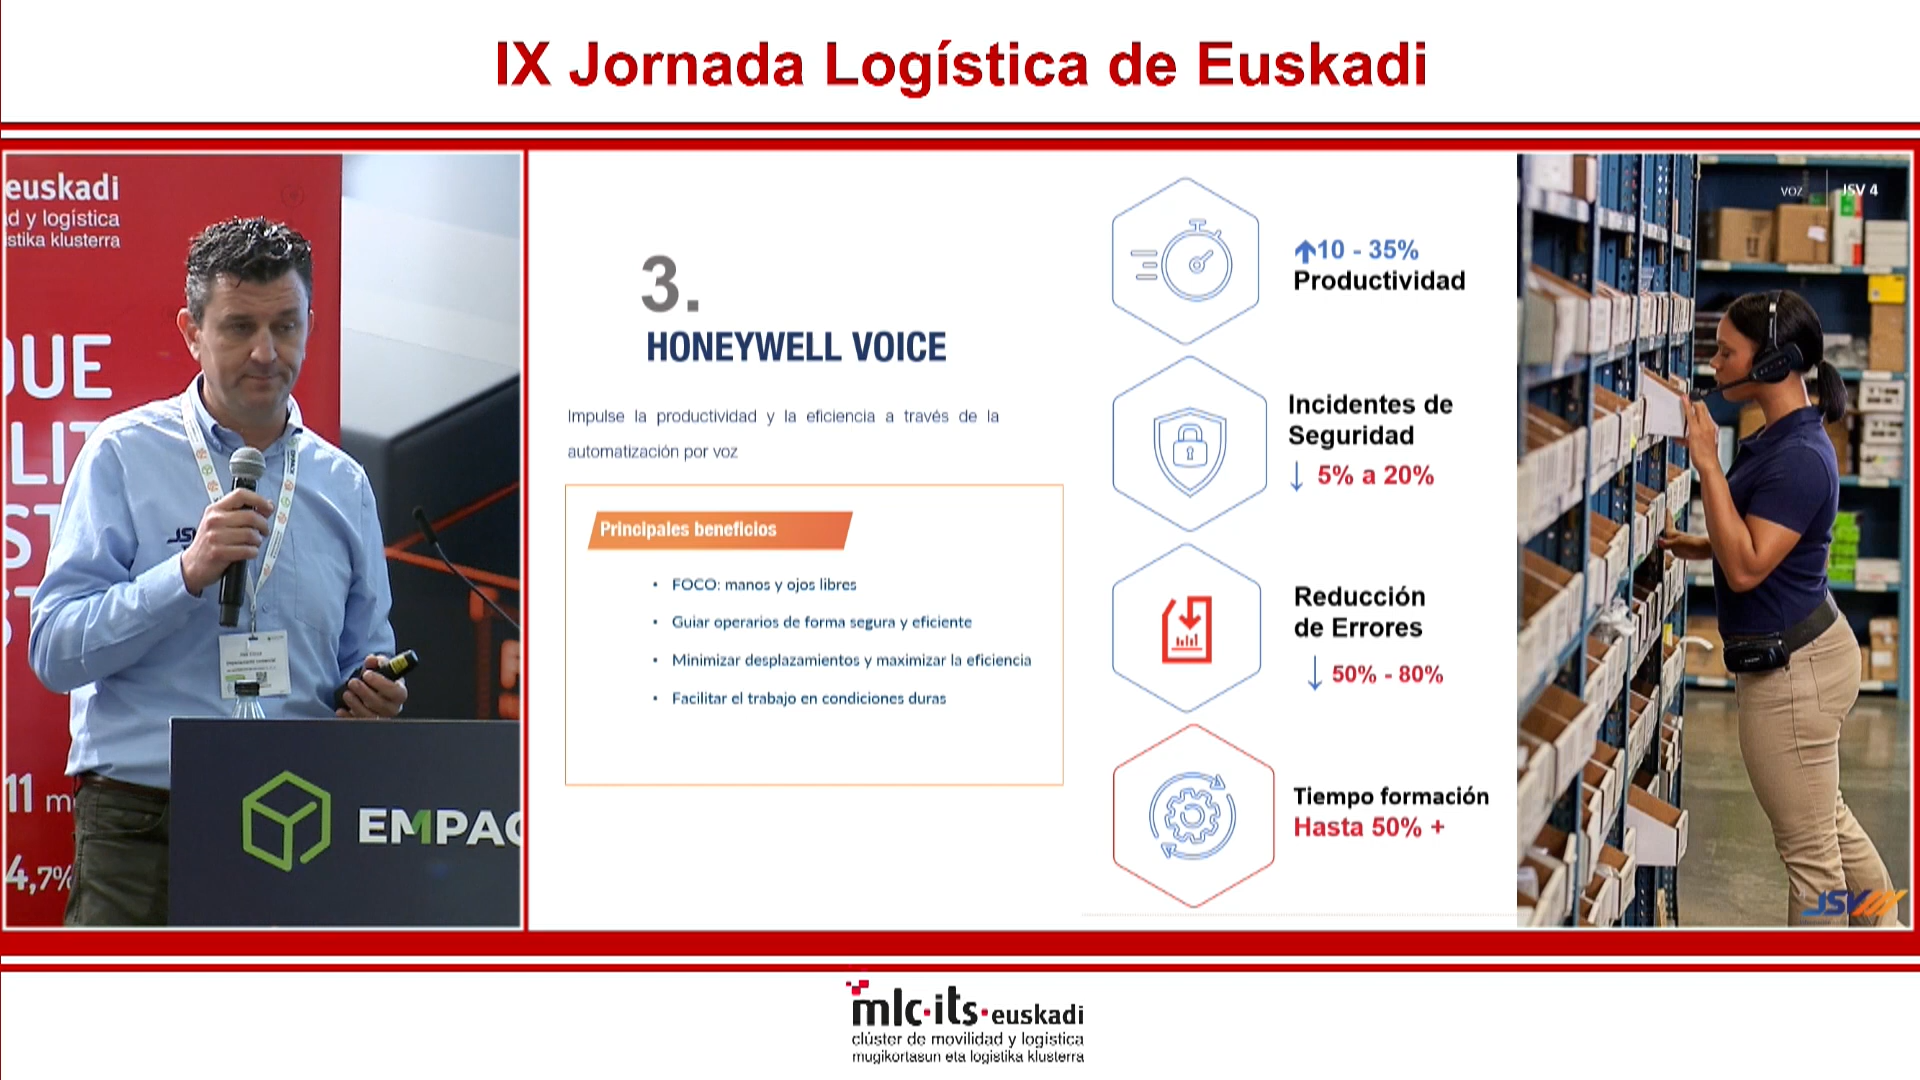 IX Jornada Logística de Euskadi
euskadi
d y logística
stika klusterra
QUE
LIT
ST
ST
11 m
4,7%
JSV
EMPAC
3.
HONEYWELL VOICE
Impulse la productividad y la eficiencia a través de la
automatización por voz
Principales beneficios
• FOCO: manos y ojos libres
• Guiar operarios de forma segura y eficiente
• Minimizar desplazamientos y maximizar la eficiencia
• Facilitar el trabajo en condiciones duras
10 - 35%
Productividad
Incidentes de
Seguridad
↓ 5% a 20%
Reducción
de Errores
↓ 50% - 80%
Tiempo formación
Hasta 50% +
VOZ JSV 4
JSV
mlc·its·euskadi
clúster de movilidad y logística
mugikortasun eta logistika klusterra